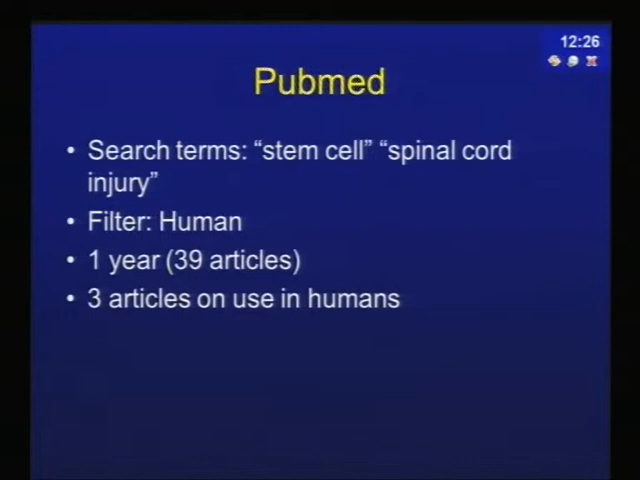 12:26
Pubmed
• Search terms: “stem cell” “spinal cord
injury”
• Filter: Human
• 1 year (39 articles)
• 3 articles on use in humans